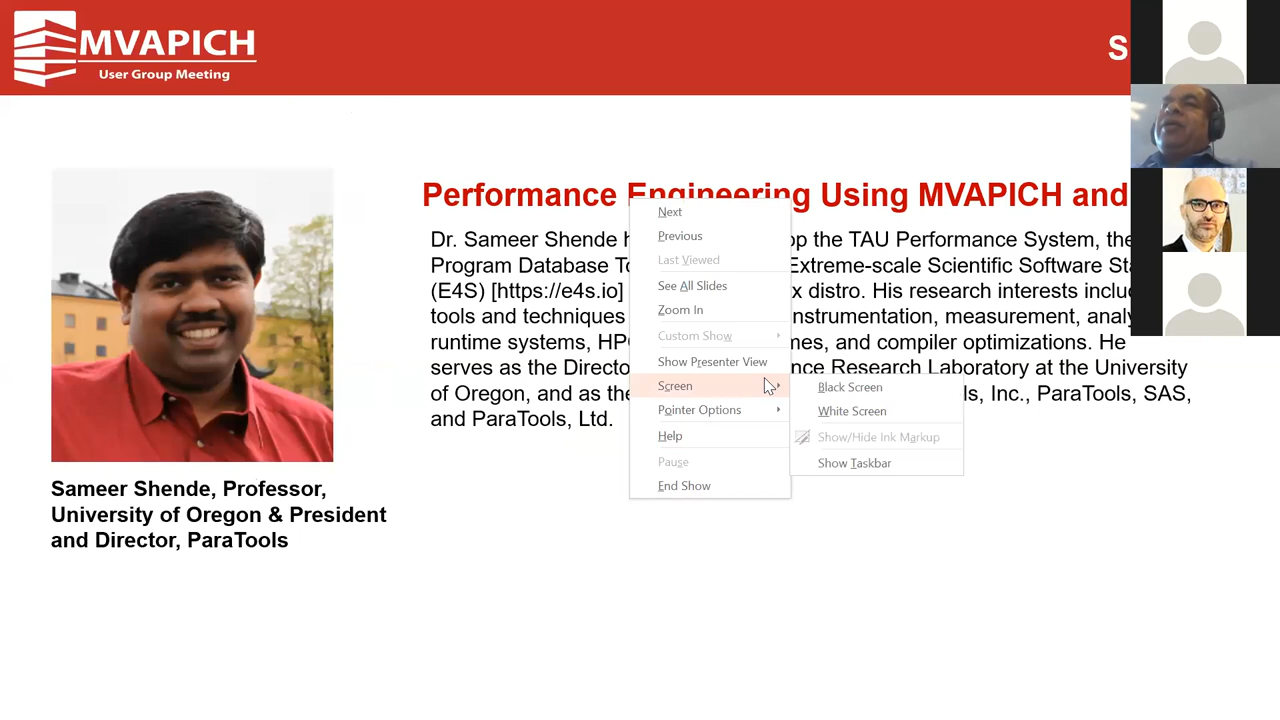 MVAPICH
User Group Meeting
S
Performance Engineering Using MVAPICH and
Dr. Sameer Shende h op the TAU Performance System, the
Program Database To Extreme-scale Scientific Software Sta
(E4S) [https://e4s.io] x distro. His research interests inclu
tools and techniques nstrumentation, measurement, analy
runtime systems, HPC mes, and compiler optimizations. He
serves as the Directo nce Research Laboratory at the University
of Oregon, and as the ls, Inc., ParaTools, SAS,
and ParaTools, Ltd.
Next
Previous
Last Viewed
See All Slides
Zoom In
Custom Show
Show Presenter View
Screen
Pointer Options
Help
Pause
End Show
Black Screen
White Screen
Show/Hide Ink Markup
Show Taskbar
Sameer Shende, Professor,
University of Oregon & President
and Director, ParaTools